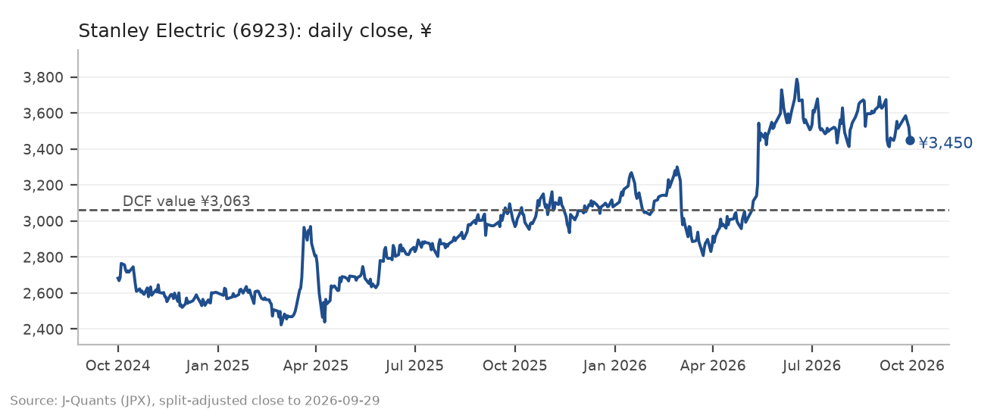 Stanley Electric (6923): daily close, ¥
3,800
3,600
3,400
3,200
3,000
2,800
2,600
2,400
DCF value ¥3,063
¥3,450
Oct 2024
Jan 2025
Apr 2025
Jul 2025
Oct 2025
Jan 2026
Apr 2026
Jul 2026
Oct 2026
Source: J-Quants (JPX), split-adjusted close to 2026-09-29